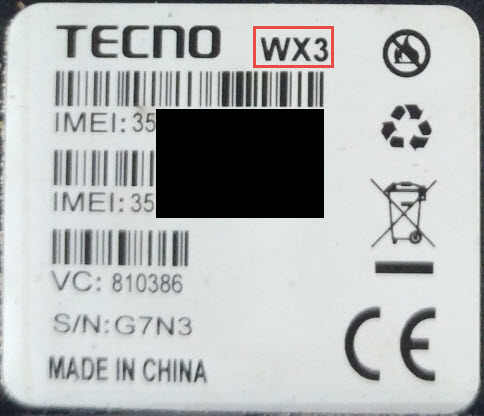 TECNO WX3
IMEI: 35
IMEI: 35
VC: 810386
S/N: G7N3
MADE IN CHINA
CE